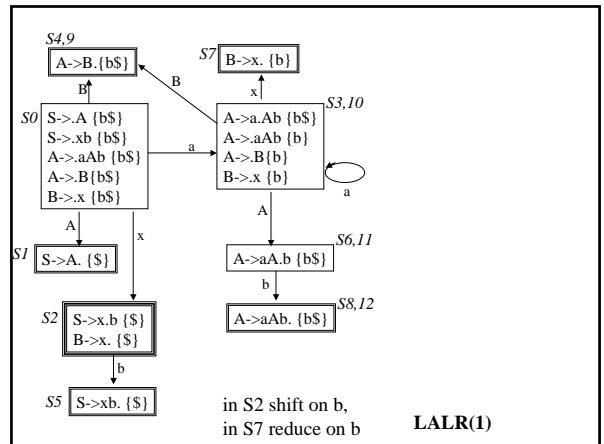 S4,9
A->B.{b$}
B
S0
S->.A {b$}
S->.xb {b$}
A->.aAb {b$}
A->.B{b$}
B->.x {b$}
a
B
S7
B->x. {b}
x
S3,10
A->a.Ab {b$}
A->.aAb {b}
A->.B{b}
B->.x {b}
a
A
S1
S->A. {$}
x
A
S6,11
A->aA.b {b$}
b
S8,12
A->aAb. {b$}
S2
S->x.b {$}
B->x. {$}
b
S5
S->xb. {$}
in S2 shift on b,
in S7 reduce on b
LALR(1)